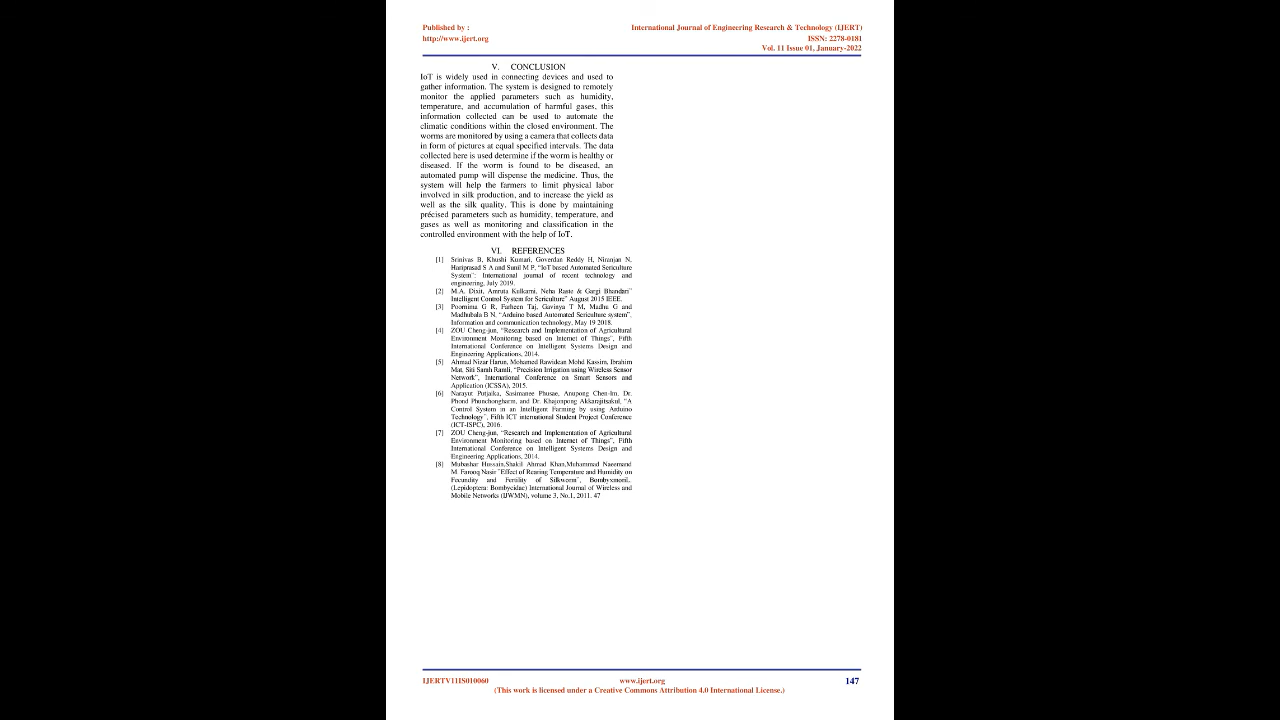 Published by :
International Journal of Engineering Research & Technology (IJERT)
http://www.ijert.org
ISSN: 2278-0181
Vol. 11 Issue 01, January-2022
V. CONCLUSION
IoT is widely used in connecting devices and used to
gather information. The system is designed to remotely
monitor the applied parameters such as humidity,
temperature, and accumulation of harmful gases, this
information collected can be used to automate the
climatic conditions within the closed environment. The
worms are monitored by using a camera that collects data
in form of pictures at equal specified intervals. The data
collected here is used determine if the worm is healthy or
diseased. If the worm is found to be diseased, an
automated pump will dispense the medicine. Thus, the
system will help the farmers to limit physical labor
involved in silk production, and to increase the yield as
well as the silk quality. This is done by maintaining
précised parameters such as humidity, temperature, and
gases as well as monitoring and classification in the
controlled environment with the help of IoT.
VI. REFERENCES
[1] Srinivas B, Khushi Kumari, Goverdan Reddy H, Niranjan N,
Hariprasad S A and Sunil M P, "IoT based Automated Sericulture
System": International journal of recent technology and
engineering, July 2019.
[2] M.A. Dixit, Amruta Kulkarni, Neha Raste & Gargi Bhandari"
Intelligent Control System for Sericulture" August 2015 IEEE.
[3] Poornima G R, Farheen Taj, Gavinya T M, Madhu G and
Madhubala B N, "Arduino based Automated Sericulture system",
Information and communication technology, May 19 2018.
[4] ZOU Cheng-jun, "Research and Implementation of Agricultural
Environment Monitoring based on Internet of Things", Fifth
International Conference on Intelligent Systems Design and
Engineering Applications, 2014.
[5] Ahmad Nizar Harun, Mohamed Rawidean Mohd Kassim, Ibrahim
Mat, Siti Sarah Ramli, "Precision Irrigation using Wireless Sensor
Network", International Conference on Smart Sensors and
Application (ICSSA), 2015.
[6] Narayut Putjaika, Sasimanee Phusae, Anupong Chen-Im, Dr.
Phond Phunchongharn, and Dr. Khajonpong Akkarajitsakul, "A
Control System in an Intelligent Farming by using Arduino
Technology", Fifth ICT international Student Project Conference
(ICT-ISPC), 2016.
[7] ZOU Cheng-jun, "Research and Implementation of Agricultural
Environment Monitoring based on Internet of Things", Fifth
International Conference on Intelligent Systems Design and
Engineering Applications, 2014.
[8] Mubashar Hussain,Shakil Ahmad Khan,Muhammad Naeemand
M. Farooq Nasir "Effect of Rearing Temperature and Humidity on
Fecundity and Fertility of Silkworm", Bombyxmoril,.
(Lepidoptera: Bombycidae) International Journal of Wireless and
Mobile Networks (IJWMN), volume 3, No.1, 2011. 47
IJERTV11IS010060
www.ijert.org
147
(This work is licensed under a Creative Commons Attribution 4.0 International License.)